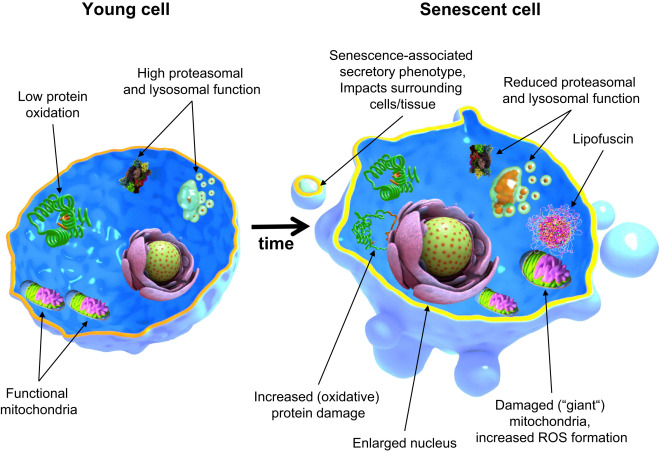 Young cell
Senescent cell
High proteasomal
and lysosomal function
Low protein
oxidation
Functional
mitochondria
time
Senescence-associated
secretory phenotype,
Impacts surrounding
cells/tissue
Reduced proteasomal
and lysosomal function
Lipofuscin
Increased (oxidative)
protein damage
Enlarged nucleus
Damaged (“giant“)
mitochondria,
increased ROS formation